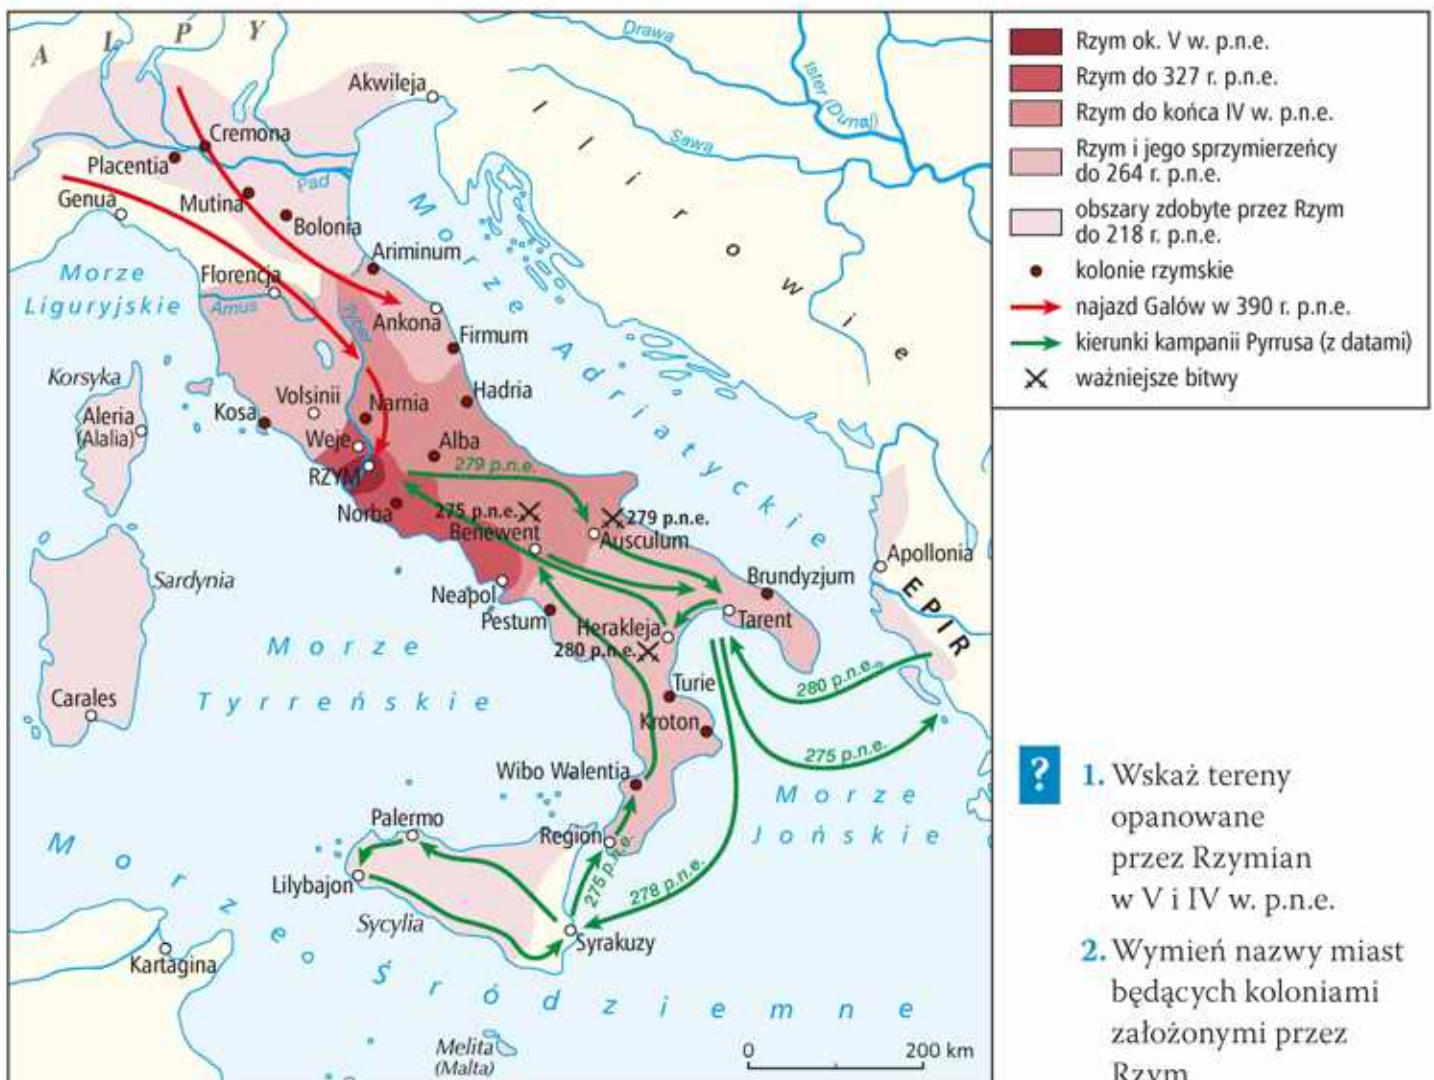 A L P Y
Drawa
Ister (Dunaj)
Sawa
Akwileja
Cremona
Placentia
Pad
Genua
Mutina
Bolonia
Ariminum
Morze
Liguryjskie
Florencja
Arnus
Tyber
Ankona
Firmum
Morze Adriatyckie
Illirowie
Korsyka
Aleria
(Alalia)
Kosa
Volsinii
Narnia
Hadria
Weje
Alba
RZYM
279 p.n.e.
Norba
275 p.n.e.
279 p.n.e.
Benewent
Ausculum
Apollonia
EPIR
Sardynia
Neapol
Brundyzjum
Pestum
Tarent
Herakleja
280 p.n.e.
Morze
Tyrreńskie
280 p.n.e.
Carales
Turie
Kroton
275 p.n.e.
Wibo Walentia
Morze
Jońskie
Palermo
Region
275 p.n.e.
278 p.n.e.
Lilybajon
Sycylia
Syrakuzy
Kartagina
Morze Śródziemne
Melita
(Malta)
0 200 km
Rzym ok. V w. p.n.e.
Rzym do 327 r. p.n.e.
Rzym do końca IV w. p.n.e.
Rzym i jego sprzymierzeńcy
do 264 r. p.n.e.
obszary zdobyte przez Rzym
do 218 r. p.n.e.
kolonie rzymskie
najazd Galów w 390 r. p.n.e.
kierunki kampanii Pyrrusa (z datami)
ważniejsze bitwy
?
1. Wskaż tereny
opanowane
przez Rzymian
w V i IV w. p.n.e.
2. Wymień nazwy miast
będących koloniami
założonymi przez
Rzym